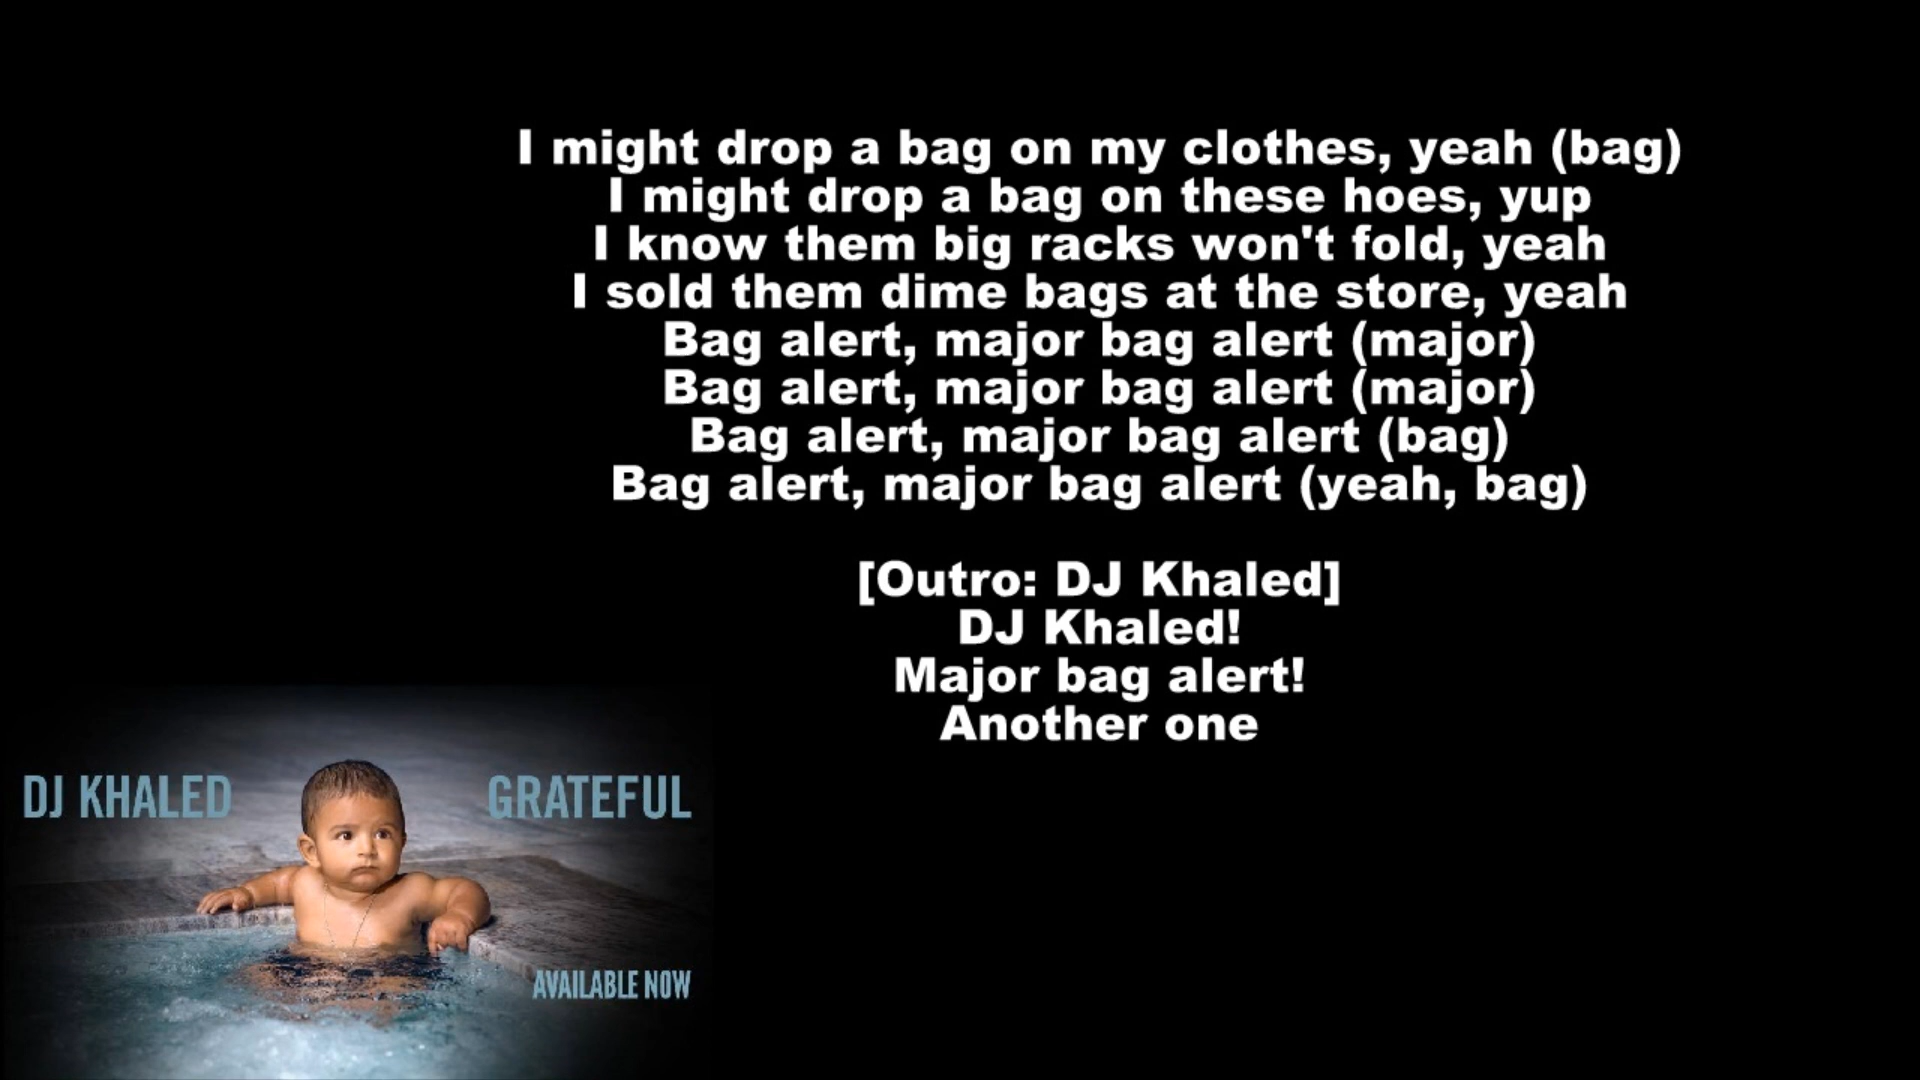 I might drop a bag on my clothes, yeah (bag)
I might drop a bag on these hoes, yup
I know them big racks won't fold, yeah
I sold them dime bags at the store, yeah
Bag alert, major bag alert (major)
Bag alert, major bag alert (major)
Bag alert, major bag alert (bag)
Bag alert, major bag alert (yeah, bag)
[Outro: DJ Khaled]
DJ Khaled!
Major bag alert!
Another one
DJ KHALED
GRATEFUL
AVAILABLE NOW